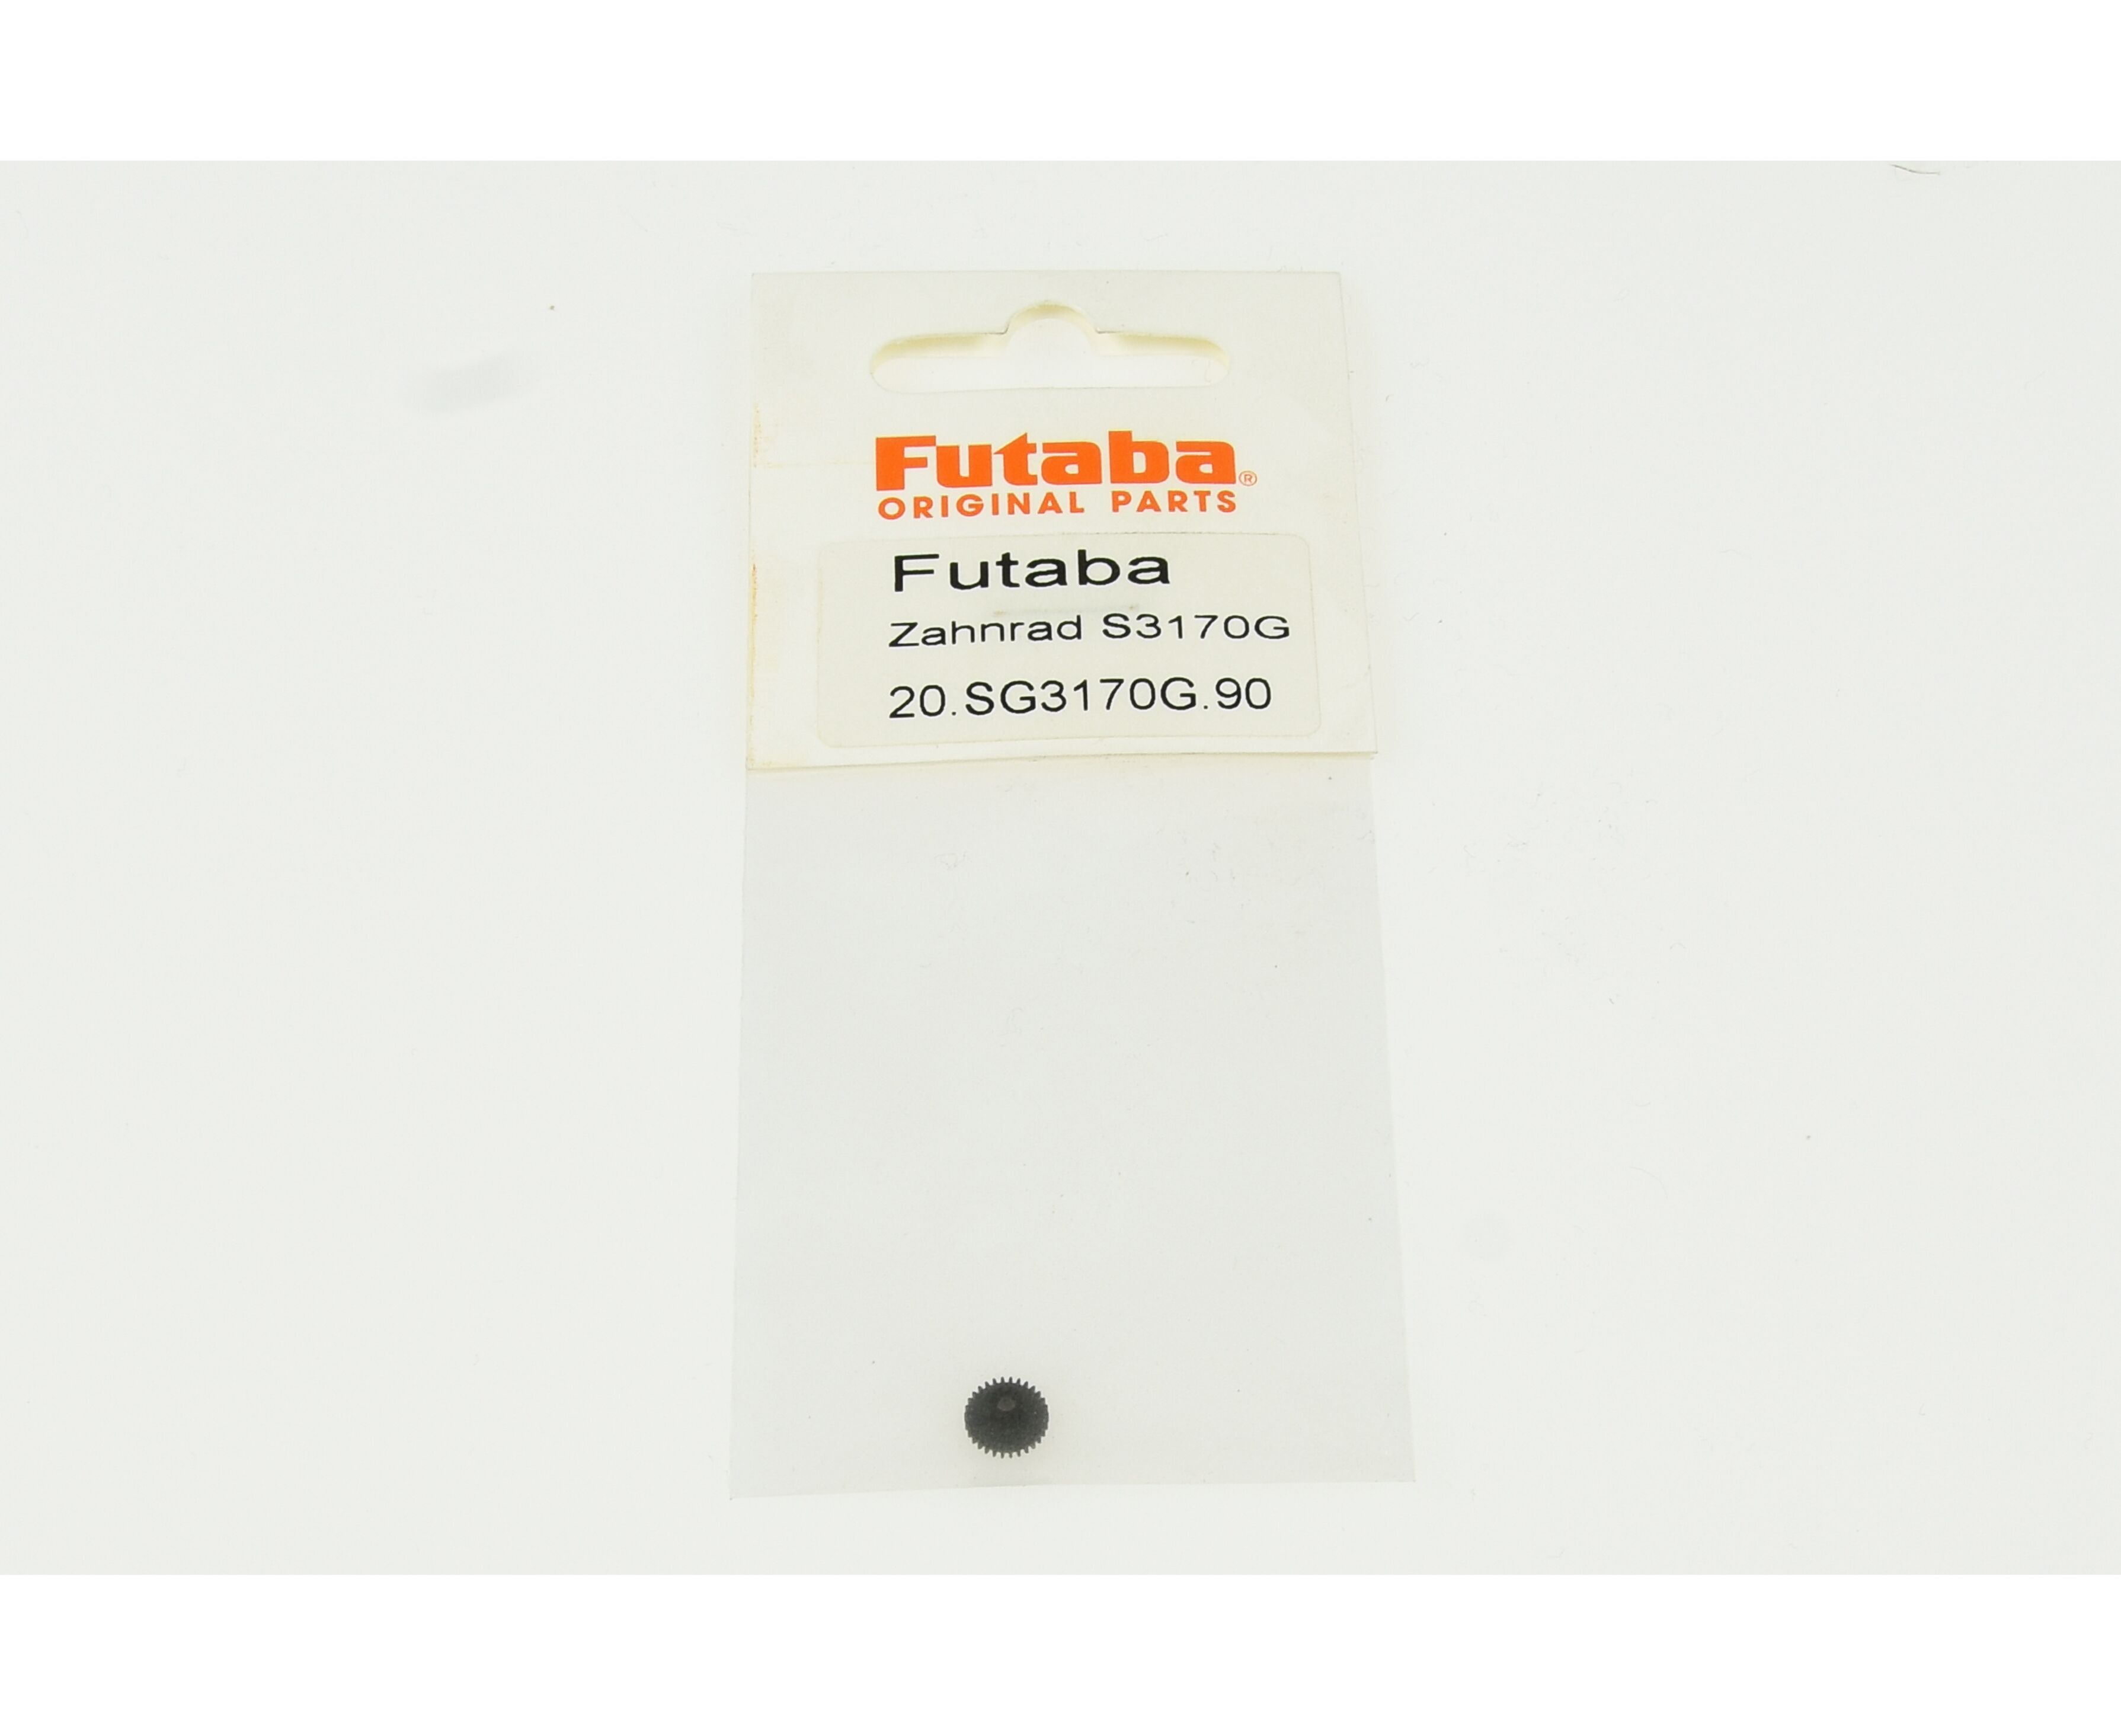 Futaba®
ORIGINAL PARTS
Futaba
Zahnrad S3170G
20.SG3170G.90